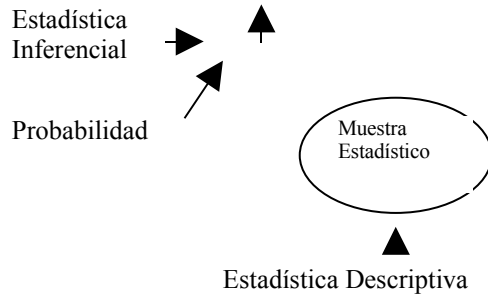 Estadística
Inferencial
Probabilidad
Muestra
Estadístico
Estadística Descriptiva